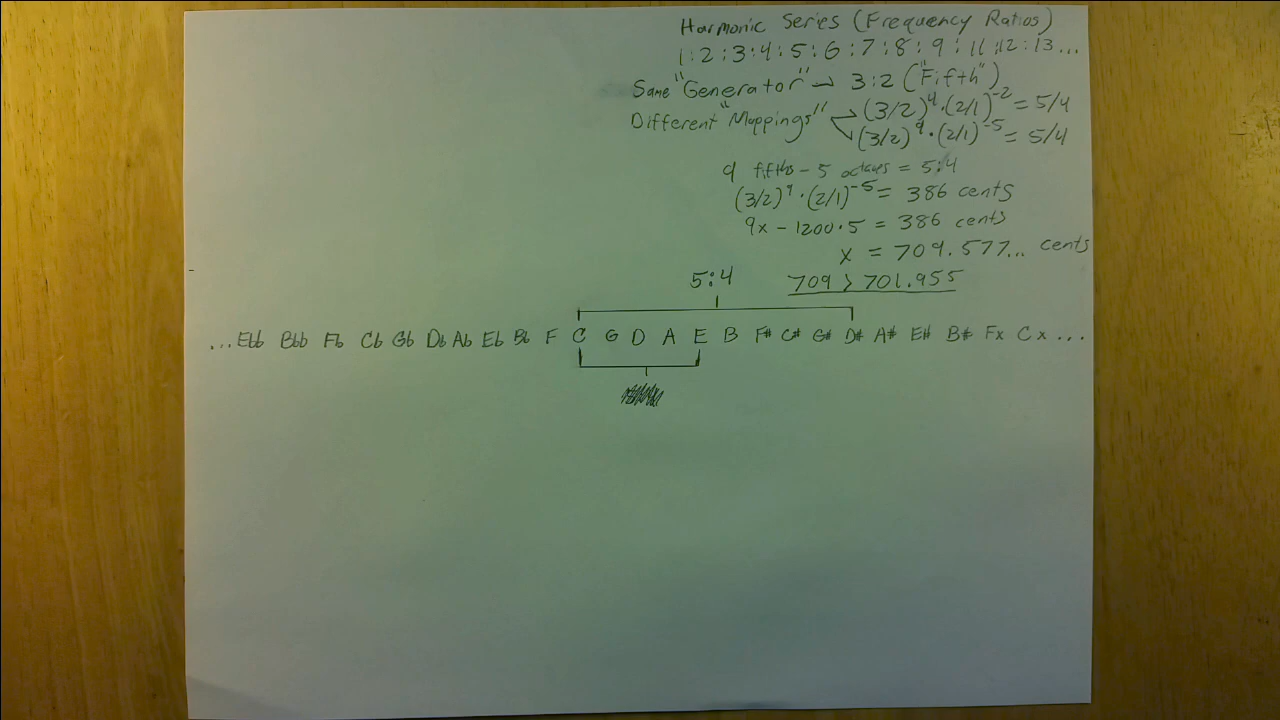 Harmonic Series (Frequency Ratios)
1:2:3:4:5:6:7:8:9:11:12:13...
Same "Generator" → 3:2 ("Fifth")
Different "Mappings" (3/2)^4·(2/1)^-2 = 5/4
(3/2)^9·(2/1)^-5 = 5/4
9 fifths - 5 octaves = 5:4
(3/2)^9·(2/1)^-5 = 386 cents
9x - 1200·5 = 386 cents
x = 709.577... cents
5:4 709 > 701.955
...Ebb Bbb Fb Cb Gb Db Ab Eb Bb F C G D A E B F# C# G# D# A# E# B# Fx Cx...